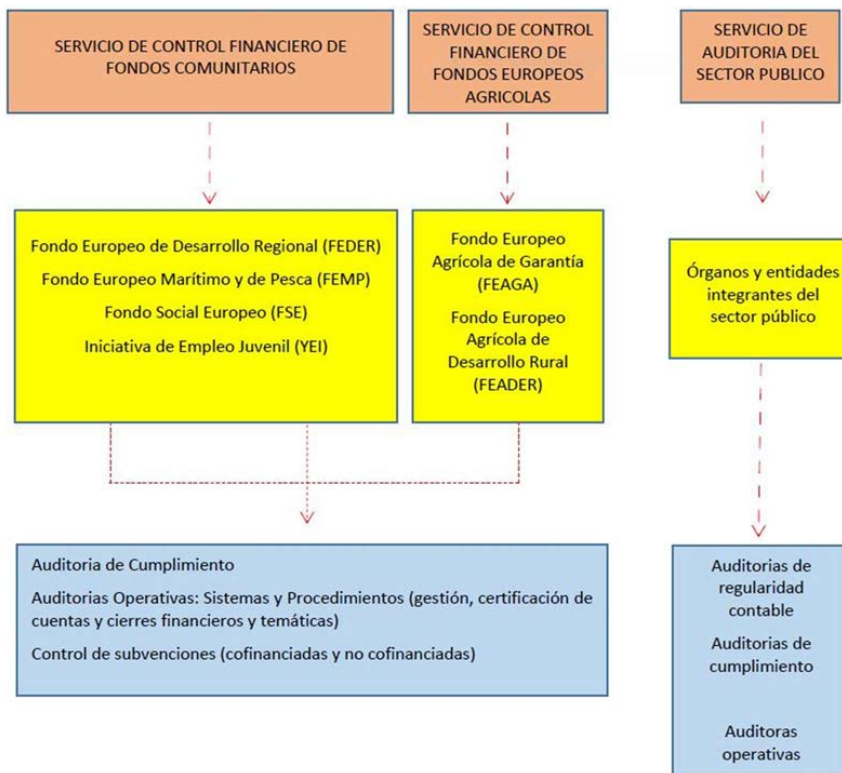 SERVICIO DE CONTROL FINANCIERO DE
FONDOS COMUNITARIOS
SERVICIO DE CONTROL
FINANCIERO DE
FONDOS EUROPEOS
AGRICOLAS
SERVICIO DE
AUDITORIA DEL
SECTOR PUBLICO
Fondo Europeo de Desarrollo Regional (FEDER)
Fondo Europeo Marítimo y de Pesca (FEMP)
Fondo Social Europeo (FSE)
Iniciativa de Empleo Juvenil (YEI)
Fondo Europeo
Agrícola de Garantía
(FEAGA)
Fondo Europeo
Agrícola de
Desarrollo Rural
(FEADER)
Órganos y entidades
integrantes del
sector público
Auditoria de Cumplimiento
Auditorias Operativas: Sistemas y Procedimientos (gestión, certificación de
cuentas y cierres financieros y temáticas)
Control de subvenciones (cofinanciadas y no cofinanciadas)
Auditorias de
regularidad
contable
Auditorias de
cumplimiento
Auditoras
operativas